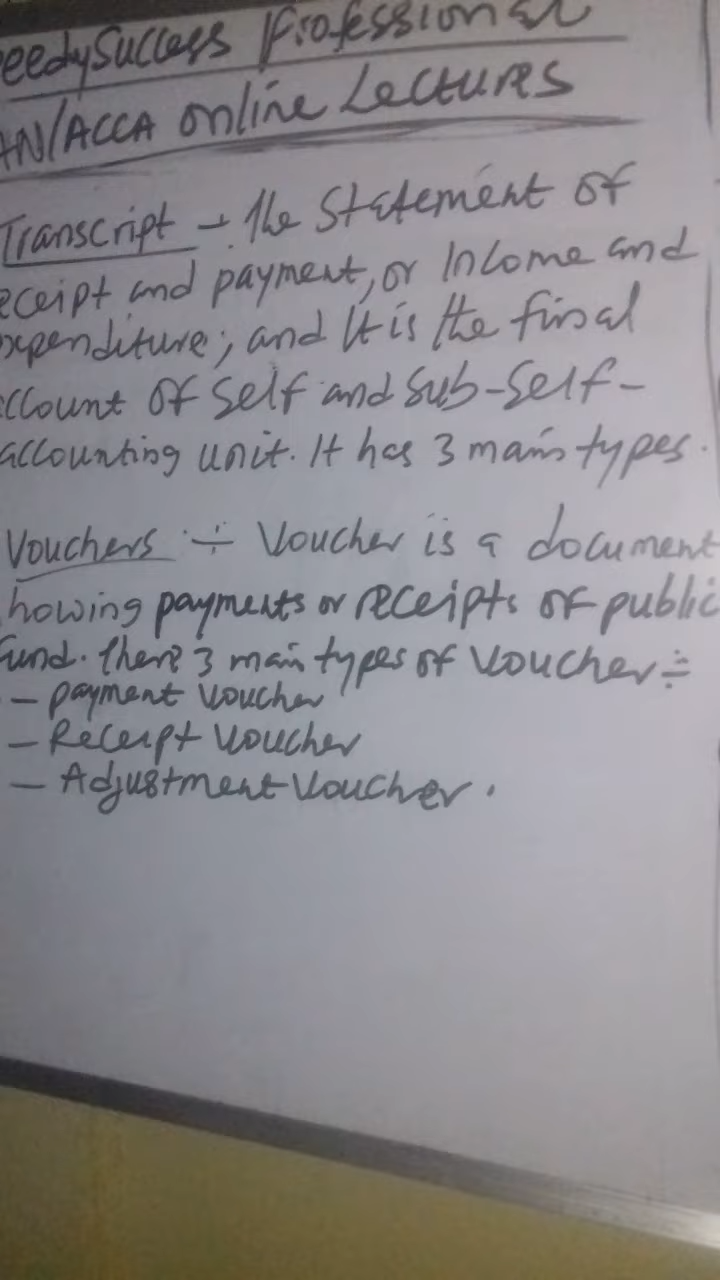 eedySuccess Professional
AN/ACCA online Lectures
Transcript - the Statement of
eceipt and payment, or Income and
xpenditure; and It is the final
ccount of Self and Sub-Self-
accounting unit. It has 3 main types.
Vouchers :- Voucher is a document
howing payments or receipts of public
fund. there 3 main types of Voucher ÷
- payment Voucher
- Receipt Voucher
- Adjustment Voucher.